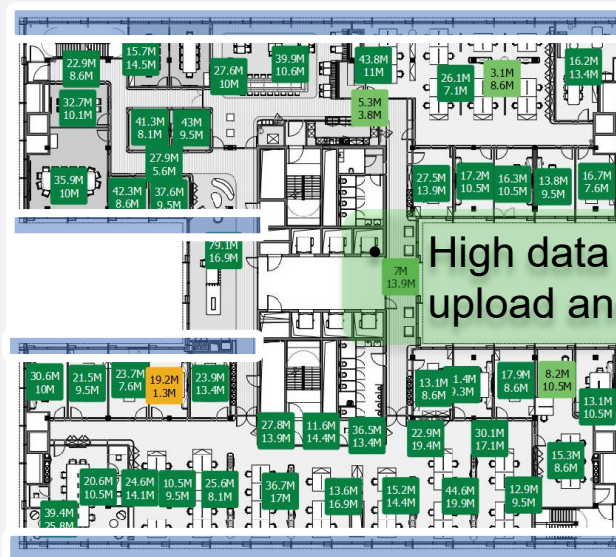 15.7M
14.5M
22.9M
8.6M
27.6M
10M
39.9M
10.6M
43.8M
11M
26.1M
7.1M
3.1M
8.6M
16.2M
13.4M
32.7M
10.1M
5.3M
3.8M
41.3M
8.1M
43M
9.5M
27.9M
5.6M
35.9M
10M
42.3M
8.6M
37.6M
9.5M
27.5M
13.9M
17.2M
10.5M
16.3M
10.5M
13.8M
9.5M
16.7M
7.6M
79.1M
16.9M
7M
13.9M
High data
upload an
30.6M
10M
21.5M
9.5M
23.7M
7.6M
19.2M
1.3M
23.9M
13.4M
13.1M
8.6M
1.4M
9.3M
17.9M
8.6M
8.2M
10.5M
13.1M
10.5M
27.8M
13.9M
11.6M
14.4M
36.5M
13.4M
22.9M
19.4M
30.1M
17.1M
15.3M
8.6M
20.6M
10.5M
24.6M
14.1M
10.5M
9.5M
25.6M
8.1M
36.7M
17M
13.6M
16.9M
15.2M
14.4M
44.6M
19.9M
12.9M
9.5M
39.4M
25.8M